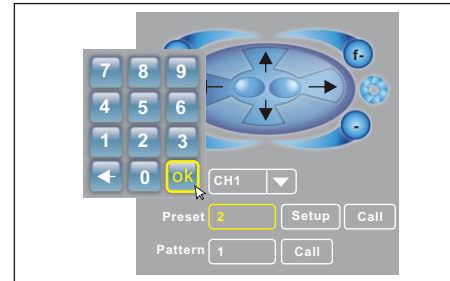 f-
7 8 9
4 5 6
-
1 2 3
0 ok CH1
Preset 2 Setup Call
Pattern 1 Call